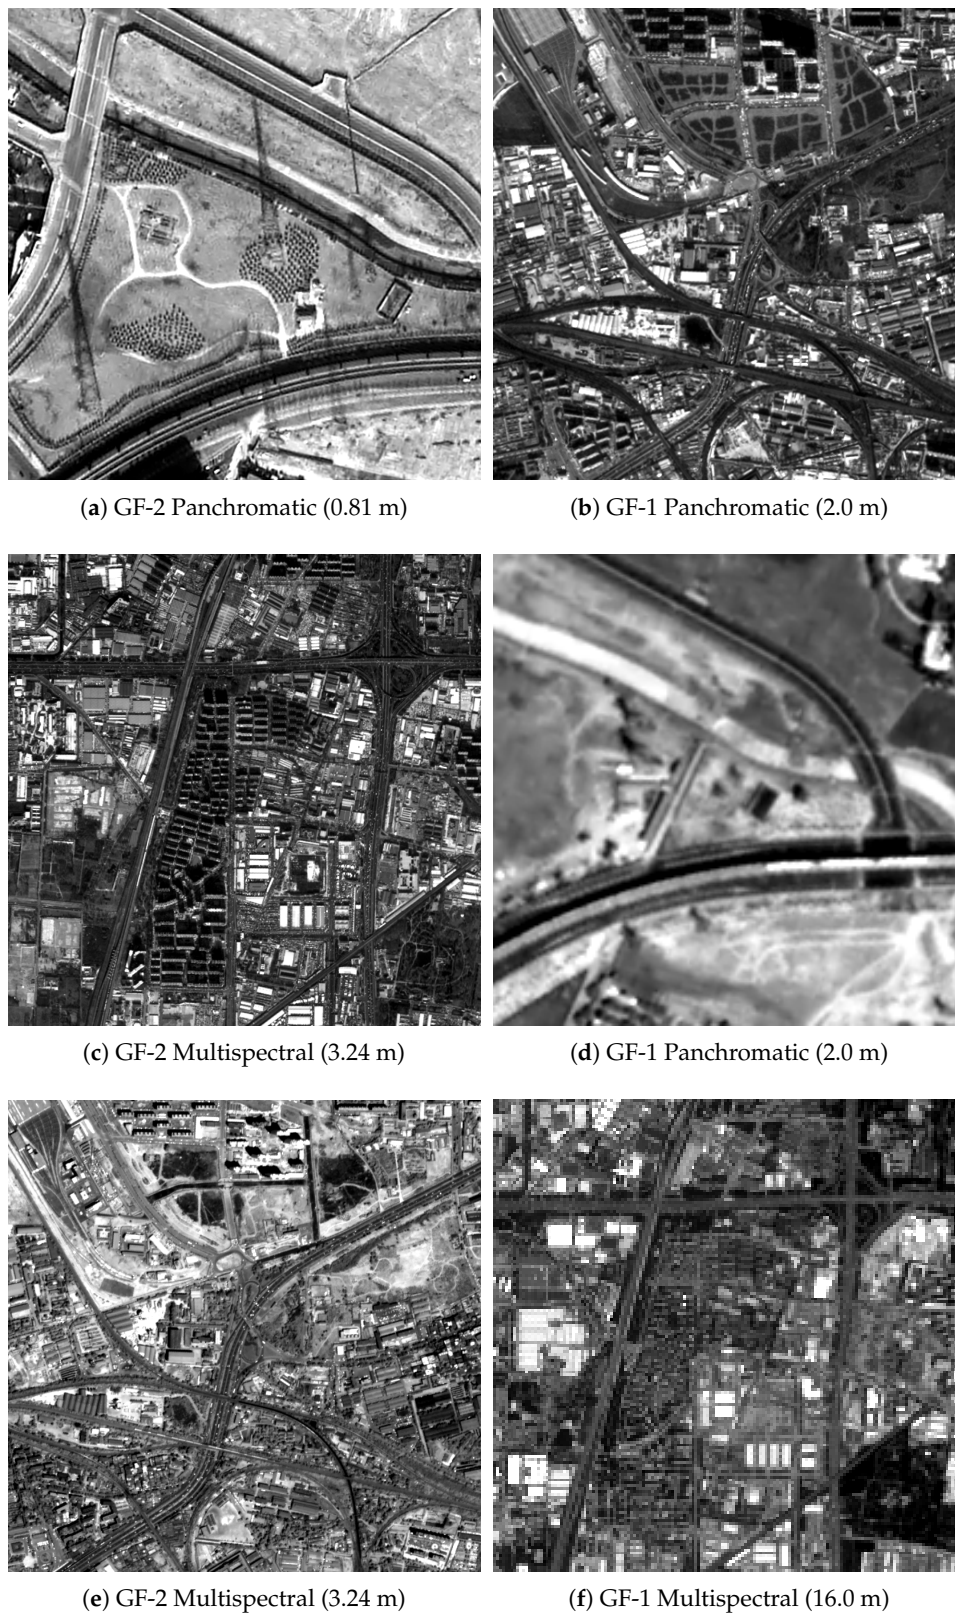 (a) GF-2 Panchromatic (0.81 m)
(b) GF-1 Panchromatic (2.0 m)
(c) GF-2 Multispectral (3.24 m)
(d) GF-1 Panchromatic (2.0 m)
(e) GF-2 Multispectral (3.24 m)
(f) GF-1 Multispectral (16.0 m)